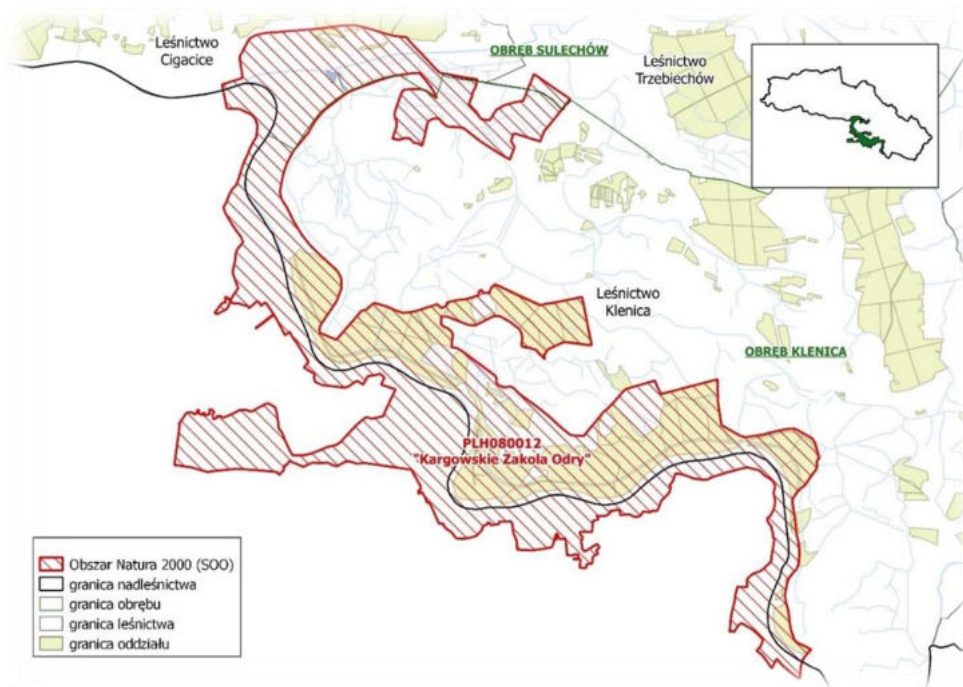 Leśnictwo
Cigacice
OBRĘB SULECHÓW
Leśnictwo
Trzebiechów
Leśnictwo
Klenica
OBRĘB KLENICA
PLH080012
"Kargowskie Zakola Odry"
Obszar Natura 2000 (SOO)
granica nadleśnictwa
granica obrębu
granica leśnictwa
granica oddziału